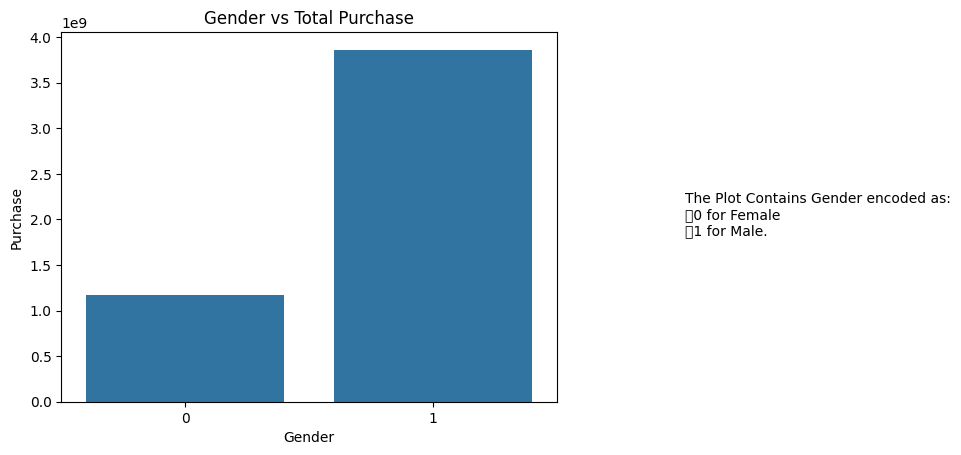 Gender vs Total Purchase
1e9
4.0
3.5
3.0
2.5
2.0
1.5
1.0
0.5
0.0
Purchase
0
1
Gender
The Plot Contains Gender encoded as:
0 for Female
1 for Male.